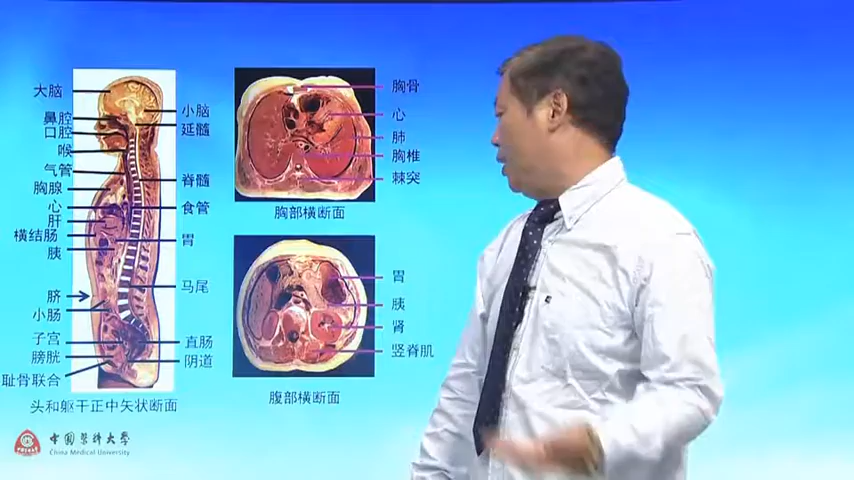 大脑
鼻腔
口腔
喉
气管
胸腺
心
肝
横结肠
胰
脐
小肠
子宫
膀胱
耻骨联合
小脑
延髓
脊髓
食管
胃
马尾
直肠
阴道
头和躯干正中矢状断面
胸骨
心
肺
胸椎
棘突
胸部横断面
胃
胰
肾
竖脊肌
腹部横断面
中国医科大学
China Medical University